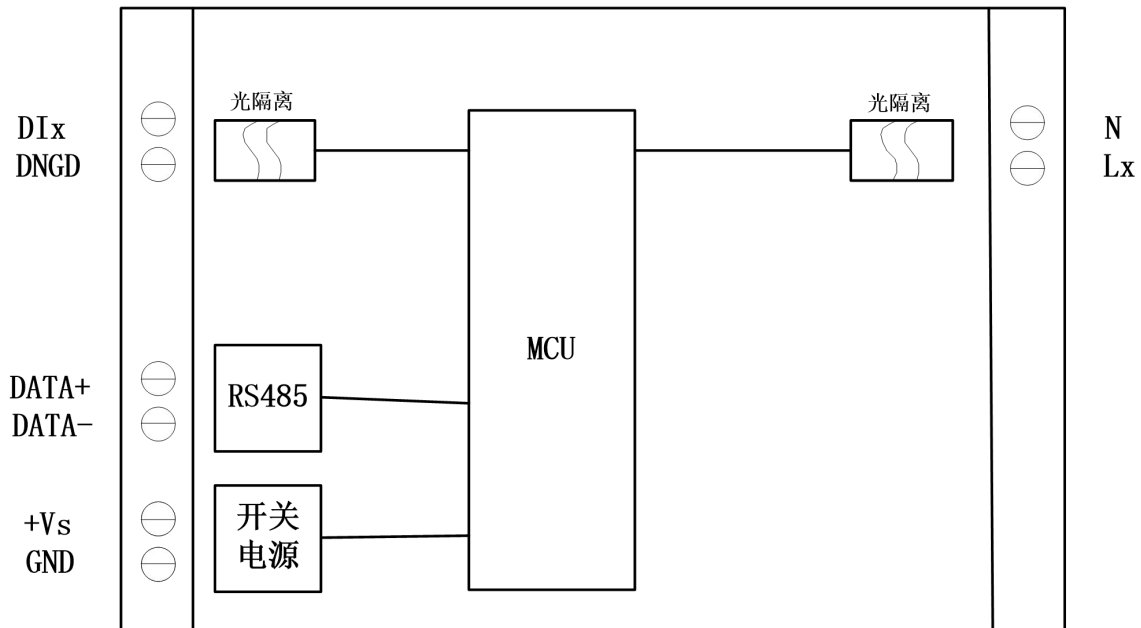 光隔离
光隔离
DIx
N
DNGD
Lx
MCU
DATA+
RS485
DATA-
+Vs
开关
GND
电源